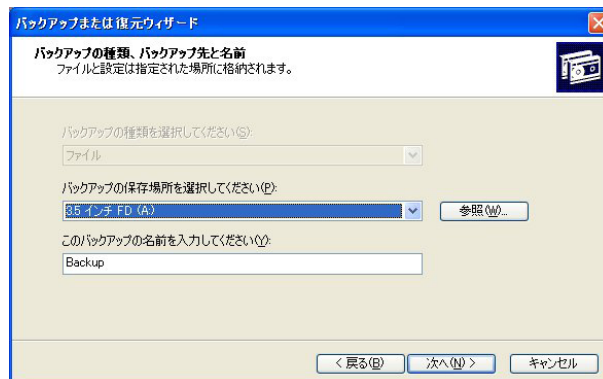 バックアップまたは復元ウィザード
バックアップの種類、バックアップ先と名前
ファイルと設定は指定された場所に格納されます。
バックアップの種類を選択してください(S):
ファイル
バックアップの保存場所を選択してください(P):
3.5 インチ FD (A:)
参照(W)...
このバックアップの名前を入力してください(Y):
Backup
< 戻る(B)
次へ(N) >
キャンセル